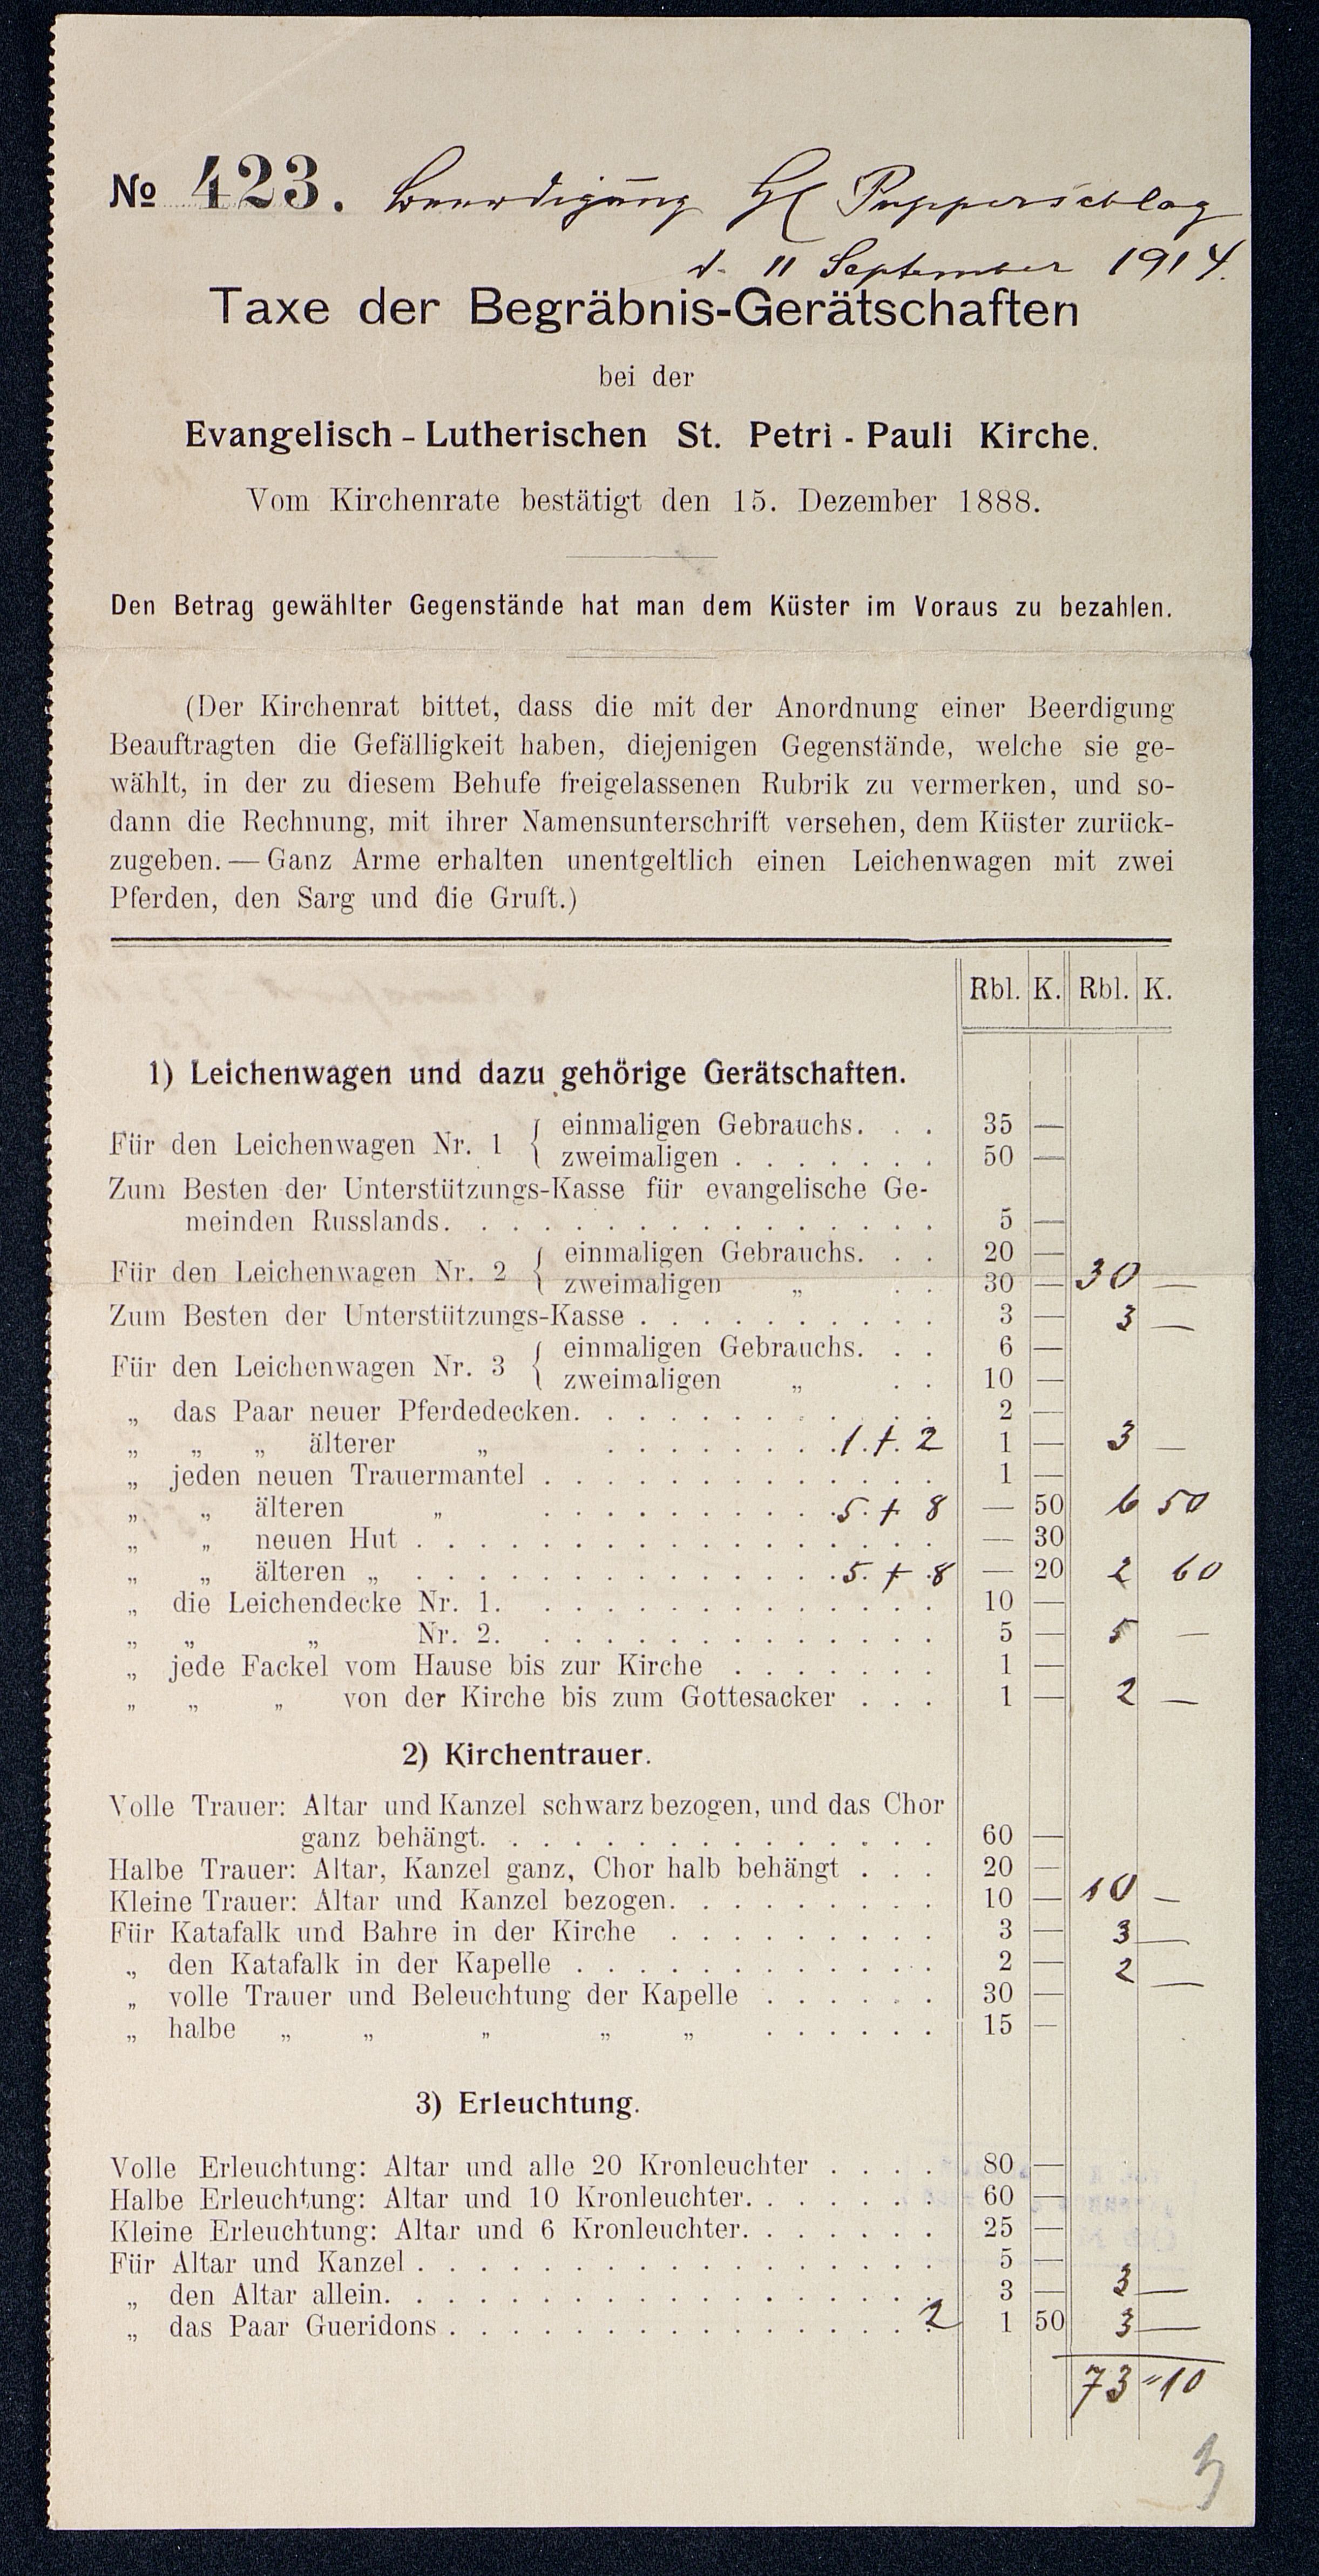 No 423. Beerdigung H Pupperschlag
d. 11 September 1914.
Taxe der Begräbnis-Gerätschaften
bei der
Evangelisch - Lutherischen St. Petri - Pauli Kirche.
Vom Kirchenrate bestätigt den 15. Dezember 1888.
Den Betrag gewählter Gegenstände hat man dem Küster im Voraus zu bezahlen.
(Der Kirchenrat bittet, dass die mit der Anordnung einer Beerdigung
Beauftragten die Gefälligkeit haben, diejenigen Gegenstände, welche sie ge-
wählt, in der zu diesem Behufe freigelassenen Rubrik zu vermerken, und so-
dann die Rechnung, mit ihrer Namensunterschrift versehen, dem Küster zurück-
zugeben. — Ganz Arme erhalten unentgeltlich einen Leichenwagen mit zwei
Pferden, den Sarg und die Gruft.)
Rbl. K. Rbl. K.
1) Leichenwagen und dazu gehörige Gerätschaften.
Für den Leichenwagen Nr. 1 { einmaligen Gebrauchs. . . 35 —
zweimaligen . . . . . . . 50 —
Zum Besten der Unterstützungs-Kasse für evangelische Ge-
meinden Russlands. . . . . . . . . . . . . . . . 5 —
Für den Leichenwagen Nr. 2 { einmaligen Gebrauchs. . . 20 —
zweimaligen „ . . 30 — 30 —
Zum Besten der Unterstützungs-Kasse . . . . . . . . . . 3 — 3 —
Für den Leichenwagen Nr. 3 { einmaligen Gebrauchs. . . 6 —
zweimaligen „ . . 10 —
„ das Paar neuer Pferdedecken. . . . . . . . . . . . 2 —
„ „ „ älterer „ . . . . . . . . 1 + 2 1 — 3 —
„ jeden neuen Trauermantel . . . . . . . . . . . . . 1 —
„ „ älteren „ . . . . . . . . . . 5 + 8 — 50 6 50
„ „ neuen Hut . . . . . . . . . . . . . . . . . — 30
„ „ älteren „ . . . . . . . . . . . . . . 5 + 8 — 20 2 60
„ die Leichendecke Nr. 1. . . . . . . . . . . . . . . 10 —
„ „ „ Nr. 2. . . . . . . . . . . . . . . 5 — 5 —
„ jede Fackel vom Hause bis zur Kirche . . . . . . . 1 —
„ „ „ von der Kirche bis zum Gottesacker . . . 1 — 2 —
2) Kirchentrauer.
Volle Trauer: Altar und Kanzel schwarz bezogen, und das Chor
ganz behängt. . . . . . . . . . . . . . . 60 —
Halbe Trauer: Altar, Kanzel ganz, Chor halb behängt . . . 20 —
Kleine Trauer: Altar und Kanzel bezogen. . . . . . . . . 10 — 10 —
Für Katafalk und Bahre in der Kirche . . . . . . . . . 3 — 3 —
„ den Katafalk in der Kapelle . . . . . . . . . . . . 2 — 2 —
„ volle Trauer und Beleuchtung der Kapelle . . . . . . 30 —
„ halbe „ „ „ „ „ . . . . . . 15 —
3) Erleuchtung.
Volle Erleuchtung: Altar und alle 20 Kronleuchter . . . . 80 —
Halbe Erleuchtung: Altar und 10 Kronleuchter. . . . . . . 60 —
Kleine Erleuchtung: Altar und 6 Kronleuchter. . . . . . . 25 —
Für Altar und Kanzel . . . . . . . . . . . . . . . . . 5 —
„ den Altar allein. . . . . . . . . . . . . . . . . . 3 — 3 —
„ das Paar Gueridons . . . . . . . . . . . . . . . . 2 1 50 3 —
73 " 10
3